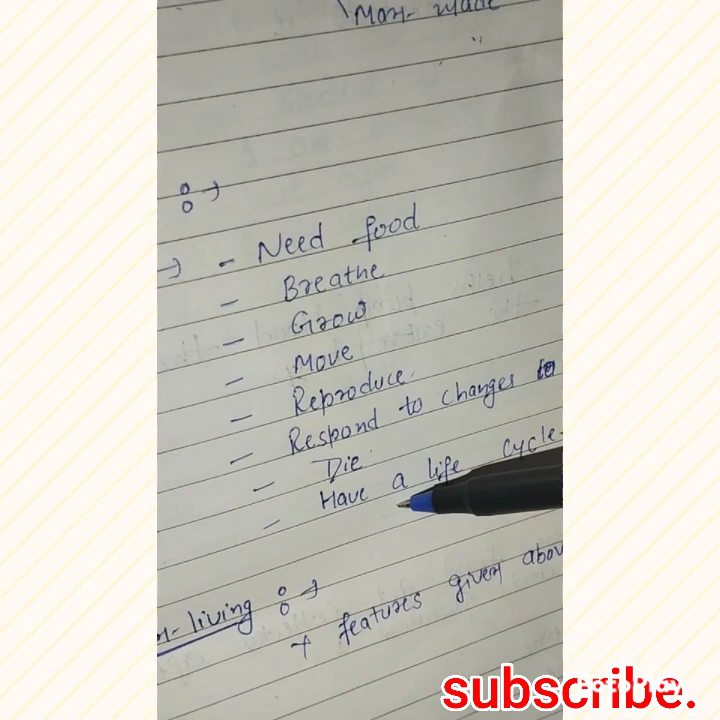 Man-made
:→
→ - Need food
- Breathe
- Grow
- Move
- Reproduce.
- Respond to changes to
- Die.
- Have a life cycle.
n-living :→
+ features given abov
subscribe.